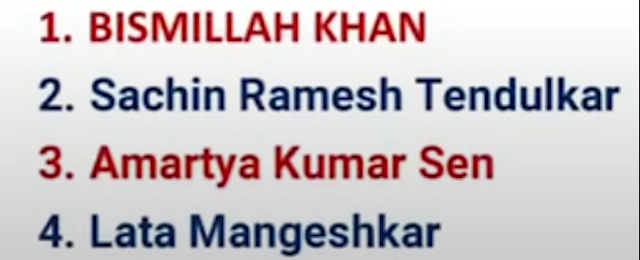 1. BISMILLAH KHAN
2. Sachin Ramesh Tendulkar
3. Amartya Kumar Sen
4. Lata Mangeshkar